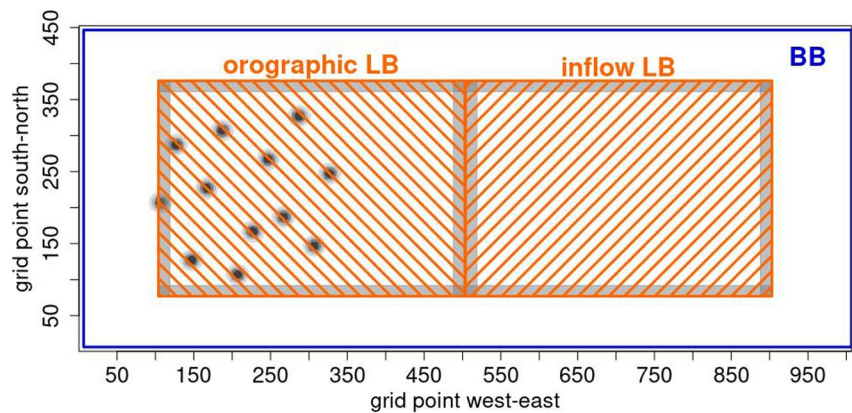 orographic LB
inflow LB
BB
450
350
250
150
50
grid point south-north
50 150 250 350 450 550 650 750 850 950
grid point west-east